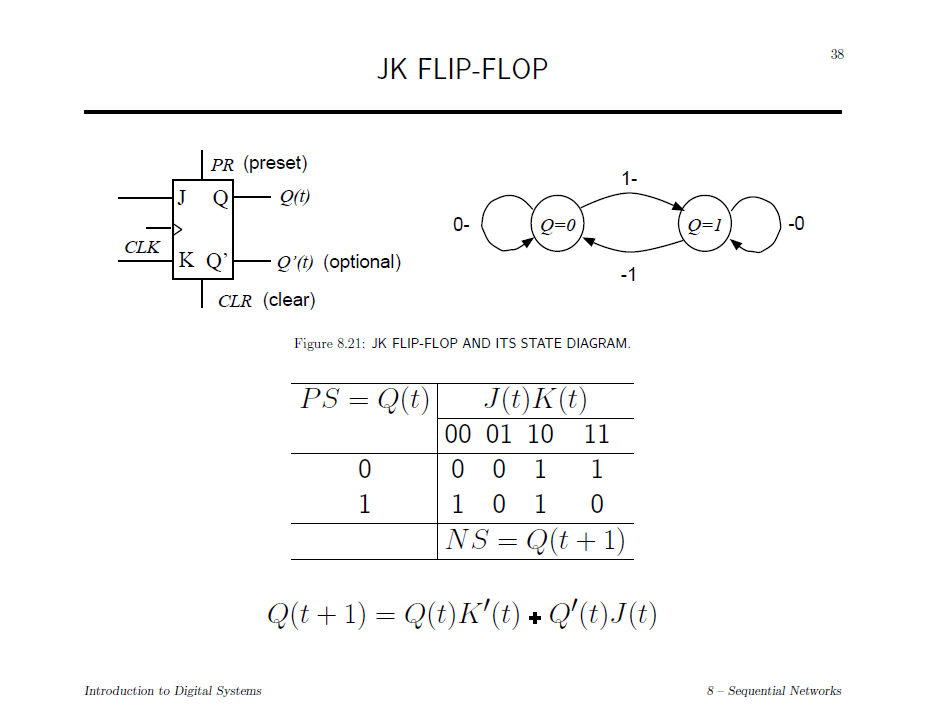 38
JK FLIP-FLOP
PR (preset)
J Q Q(t)
CLK
K Q’ Q’(t) (optional)
CLR (clear)
1-
0- Q=0 Q=1 -0
-1
Figure 8.21: JK FLIP-FLOP AND ITS STATE DIAGRAM.
PS = Q(t) J(t)K(t)
00 01 10 11
0 0 0 1 1
1 1 0 1 0
NS = Q(t + 1)
Q(t + 1) = Q(t)K′(t) + Q′(t)J(t)
Introduction to Digital Systems 8 – Sequential Networks